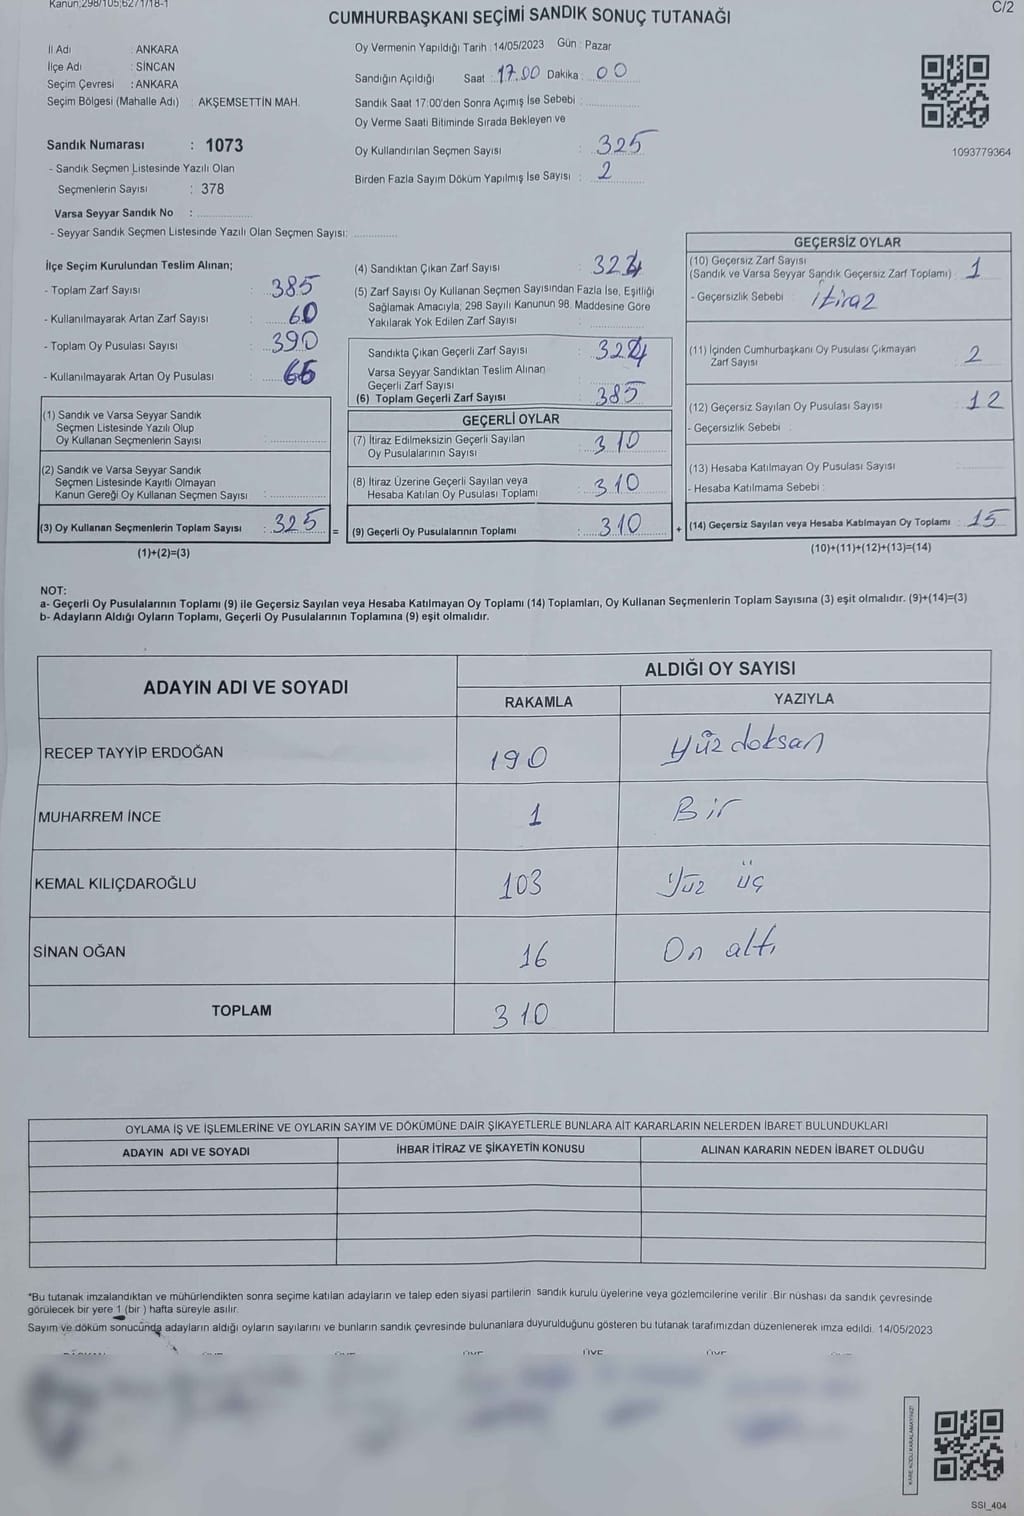 Kanun;298/105;6271/18-1
C/2
CUMHURBAŞKANI SEÇİMİ SANDIK SONUÇ TUTANAĞI
İl Adı : ANKARA
İlçe Adı : SİNCAN
Seçim Çevresi : ANKARA
Seçim Bölgesi (Mahalle Adı) : AKŞEMSETTİN MAH.
Sandık Numarası : 1073
- Sandık Seçmen Listesinde Yazılı Olan
Seçmenlerin Sayısı : 378
Varsa Seyyar Sandık No :
- Seyyar Sandık Seçmen Listesinde Yazılı Olan Seçmen Sayısı:
Oy Vermenin Yapıldığı Tarih : 14/05/2023 Gün : Pazar
Sandığın Açıldığı Saat : 17.00 Dakika : 00
Sandık Saat 17:00'den Sonra Açımış İse Sebebi :
Oy Verme Saati Bitiminde Sırada Bekleyen ve
Oy Kullandırılan Seçmen Sayısı : 325
Birden Fazla Sayım Döküm Yapılmış İse Sayısı : 2
1093779364
İlçe Seçim Kurulundan Teslim Alınan;
- Toplam Zarf Sayısı : 385
- Kullanılmayarak Artan Zarf Sayısı : 60
- Toplam Oy Pusulası Sayısı : 390
- Kullanılmayarak Artan Oy Pusulası : 65
(1) Sandık ve Varsa Seyyar Sandık
Seçmen Listesinde Yazılı Olup
Oy Kullanan Seçmenlerin Sayısı :
(2) Sandık ve Varsa Seyyar Sandık
Seçmen Listesinde Kayıtlı Olmayan
Kanun Gereği Oy Kullanan Seçmen Sayısı :
(3) Oy Kullanan Seçmenlerin Toplam Sayısı : 325 =
(1)+(2)=(3)
(4) Sandıktan Çıkan Zarf Sayısı : 324
(5) Zarf Sayısı Oy Kullanan Seçmen Sayısından Fazla İse, Eşitliği
Sağlamak Amacıyla; 298 Sayılı Kanunun 98. Maddesine Göre
Yakılarak Yok Edilen Zarf Sayısı :
Sandıkta Çıkan Geçerli Zarf Sayısı : 324
Varsa Seyyar Sandıktan Teslim Alınan
Geçerli Zarf Sayısı
(6) Toplam Geçerli Zarf Sayısı : 385
GEÇERLİ OYLAR
(7) İtiraz Edilmeksizin Geçerli Sayılan
Oy Pusulalarının Sayısı : 310
(8) İtiraz Üzerine Geçerli Sayılan veya
Hesaba Katılan Oy Pusulası Toplamı : 310
(9) Geçerli Oy Pusulalarının Toplamı : 310 +
GEÇERSİZ OYLAR
(10) Geçersiz Zarf Sayısı
(Sandık ve Varsa Seyyar Sandık Geçersiz Zarf Toplamı) : 1
- Geçersizlik Sebebi : itiraz
(11) İçinden Cumhurbaşkanı Oy Pusulası Çıkmayan
Zarf Sayısı : 2
(12) Geçersiz Sayılan Oy Pusulası Sayısı : 12
- Geçersizlik Sebebi :
(13) Hesaba Katılmayan Oy Pusulası Sayısı :
- Hesaba Katılmama Sebebi :
(14) Geçersiz Sayılan veya Hesaba Katılmayan Oy Toplamı : 15
(10)+(11)+(12)+(13)=(14)
NOT:
a- Geçerli Oy Pusulalarının Toplamı (9) ile Geçersiz Sayılan veya Hesaba Katılmayan Oy Toplamı (14) Toplamları, Oy Kullanan Seçmenlerin Toplam Sayısına (3) eşit olmalıdır. (9)+(14)=(3)
b- Adayların Aldığı Oyların Toplamı, Geçerli Oy Pusulalarının Toplamına (9) eşit olmalıdır.
ADAYIN ADI VE SOYADI
ALDIĞI OY SAYISI
RAKAMLA YAZIYLA
RECEP TAYYİP ERDOĞAN 190 Yüz doksan
MUHARREM İNCE 1 Bir
KEMAL KILIÇDAROĞLU 103 Yüz üç
SİNAN OĞAN 16 On altı
TOPLAM 310
OYLAMA İŞ VE İŞLEMLERİNE VE OYLARIN SAYIM VE DÖKÜMÜNE DAİR ŞİKAYETLERLE BUNLARA AİT KARARLARIN NELERDEN İBARET BULUNDUKLARI
ADAYIN ADI VE SOYADI İHBAR İTİRAZ VE ŞİKAYETİN KONUSU ALINAN KARARIN NEDEN İBARET OLDUĞU
*Bu tutanak imzalandıktan ve mühürlendikten sonra seçime katılan adayların ve talep eden siyasi partilerin sandık kurulu üyelerine veya gözlemcilerine verilir. Bir nüshası da sandık çevresinde
görülecek bir yere 1 (bir ) hafta süreyle asılır.
Sayım ve döküm sonucunda adayların aldığı oyların sayılarını ve bunların sandık çevresinde bulunanlara duyurulduğunu gösteren bu tutanak tarafımızdan düzenlenerek imza edildi. 14/05/2023
KARE KODU KARALAMAYINIZ!
SSI_404